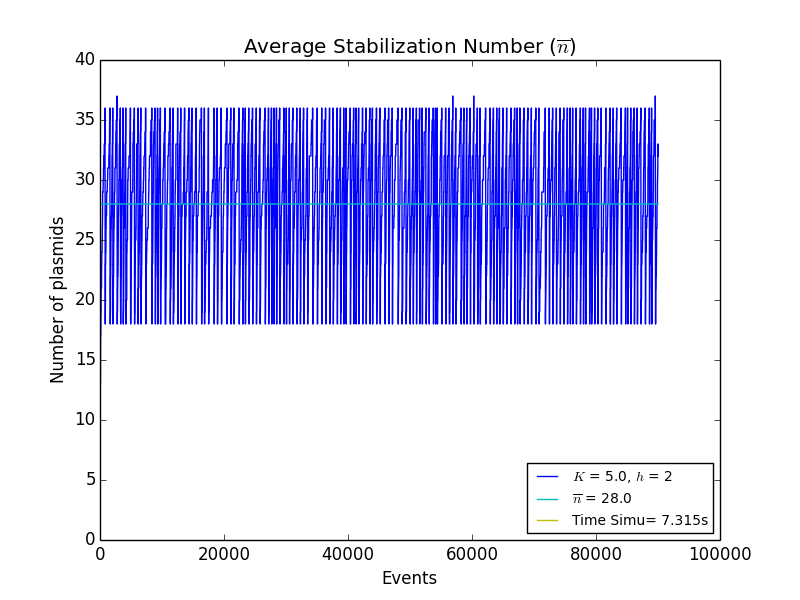 Average Stabilization Number (n̅)
40
35
30
25
20
15
10
5
0
Number of plasmids
K = 5.0, h = 2
n̅ = 28.0
Time Simu= 7.315s
0 20000 40000 60000 80000 100000
Events